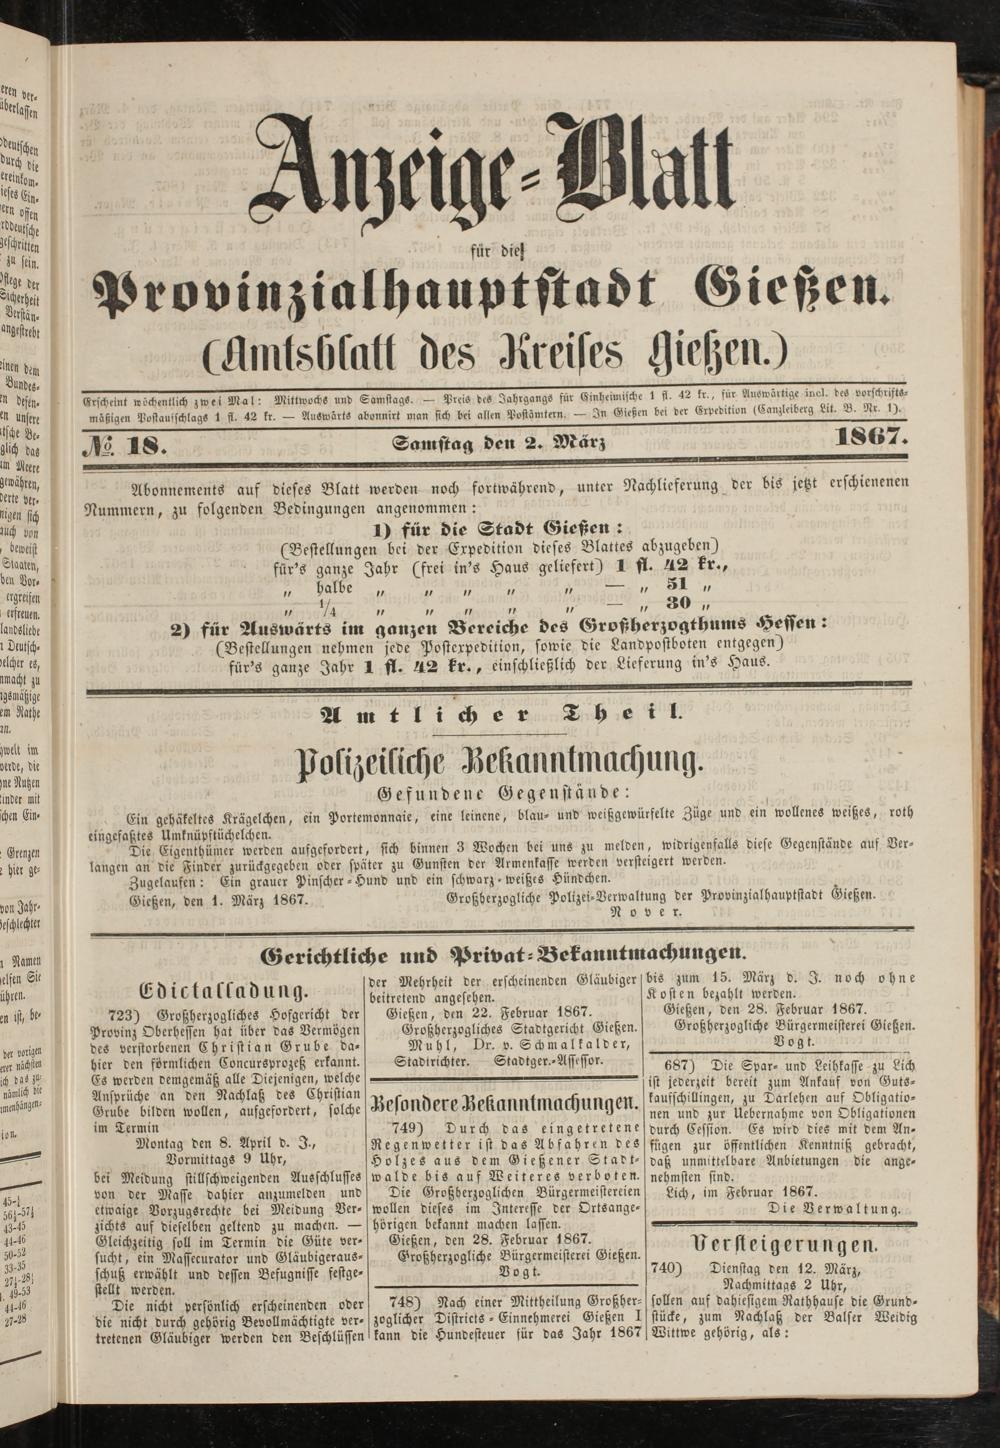 Anzeige-Blatt
für die
Provinzialhauptstadt Gießen.
(Amtsblatt des Kreises Gießen.)
Erscheint wöchentlich zwei Mal: Mittwochs und Samstags. — Preis des Jahrgangs für Einheimische 1 fl. 42 kr., für Auswärtige incl. des vorschrifts-
mäßigen Postaufschlags 1 fl. 42 kr. — Auswärts abonnirt man sich bei allen Postämtern. — In Gießen bei der Expedition (Canzleiberg Lit. B. Nr. 1).
№ 18. Samstag den 2. März 1867.
Abonnements auf dieses Blatt werden noch fortwährend, unter Nachlieferung der bis jetzt erschienenen
Nummern, zu folgenden Bedingungen angenommen:
1) für die Stadt Gießen:
(Bestellungen bei der Expedition dieses Blattes abzugeben)
für's ganze Jahr (frei in's Haus geliefert) 1 fl. 42 kr.,
„ halbe „ „ „ „ „ — „ 51 „
„ 1/4 „ „ „ „ „ — „ 30 „
2) für Auswärts im ganzen Bereiche des Großherzogthums Hessen:
(Bestellungen nehmen jede Postexpedition, sowie die Landpostboten entgegen)
für's ganze Jahr 1 fl. 42 kr., einschließlich der Lieferung in's Haus.
Amtlicher Theil.
Polizeiliche Bekanntmachung.
Gefundene Gegenstände:
Ein gehäkeltes Krägelchen, ein Portemonnaie, eine leinene, blau- und weißgewürfelte Züge und ein wollenes weißes, roth
eingefaßtes Umknüpftüchelchen.
Die Eigenthümer werden aufgefordert, sich binnen 3 Wochen bei uns zu melden, widrigenfalls diese Gegenstände auf Ver-
langen an die Finder zurückgegeben oder später zu Gunsten der Armenkasse werden versteigert werden.
Zugelaufen: Ein grauer Pinscher-Hund und ein schwarz-weißes Hündchen.
Gießen, den 1. März 1867. Großherzogliche Polizei-Verwaltung der Provinzialhauptstadt Gießen.
Nover.
Gerichtliche und Privat-Bekanntmachungen.
Edictalladung.
723) Großherzogliches Hofgericht der
Provinz Oberhessen hat über das Vermögen
des verstorbenen Christian Grube da-
hier den förmlichen Concursprozeß erkannt.
Es werden demgemäß alle Diejenigen, welche
Ansprüche an den Nachlaß des Christian
Grube bilden wollen, aufgefordert, solche
im Termin
Montag den 8. April d. J.,
Vormittags 9 Uhr,
bei Meidung stillschweigenden Ausschlusses
von der Masse dahier anzumelden und
etwaige Vorzugsrechte bei Meidung Ver-
zichts auf dieselben geltend zu machen. —
Gleichzeitig soll im Termin die Güte ver-
sucht, ein Massecurator und Gläubigeraus-
schuß erwählt und dessen Befugnisse festge-
stellt werden.
Die nicht persönlich erscheinenden oder
die nicht durch gehörig Bevollmächtigte ver-
tretenen Gläubiger werden den Beschlüssen
der Mehrheit der erscheinenden Gläubiger
beitretend angesehen.
Gießen, den 22. Februar 1867.
Großherzogliches Stadtgericht Gießen.
Muhl, Dr. v. Schmalkalder,
Stadtrichter. Stadtger.-Assessor.
Besondere Bekanntmachungen.
749) Durch das eingetretene
Regenwetter ist das Abfahren des
Holzes aus dem Gießener Stadt-
walde bis auf Weiteres verboten.
Die Großherzoglichen Bürgermeistereien
wollen dieses im Interesse der Ortsange-
hörigen bekannt machen lassen.
Gießen, den 28. Februar 1867.
Großherzogliche Bürgermeisterei Gießen.
Vogt.
748) Nach einer Mittheilung Großher-
zoglicher Districts-Einnehmerei Gießen I
kann die Hundesteuer für das Jahr 1867
bis zum 15. März d. J. noch ohne
Kosten bezahlt werden.
Gießen, den 28. Februar 1867.
Großherzogliche Bürgermeisterei Gießen.
Vogt.
687) Die Spar- und Leihkasse zu Lich
ist jederzeit bereit zum Ankauf von Guts-
kaufschillingen, zu Darlehen auf Obligatio-
nen und zur Uebernahme von Obligationen
durch Cession. Es wird dies mit dem An-
fügen zur öffentlichen Kenntniß gebracht,
daß unmittelbare Anbietungen die ange-
nehmsten sind.
Lich, im Februar 1867.
Die Verwaltung.
Versteigerungen.
740) Dienstag den 12. März,
Nachmittags 2 Uhr,
sollen auf dahiesigem Rathhause die Grund-
stücke, zum Nachlaß der Balser Weidig
Wittwe gehörig, als: